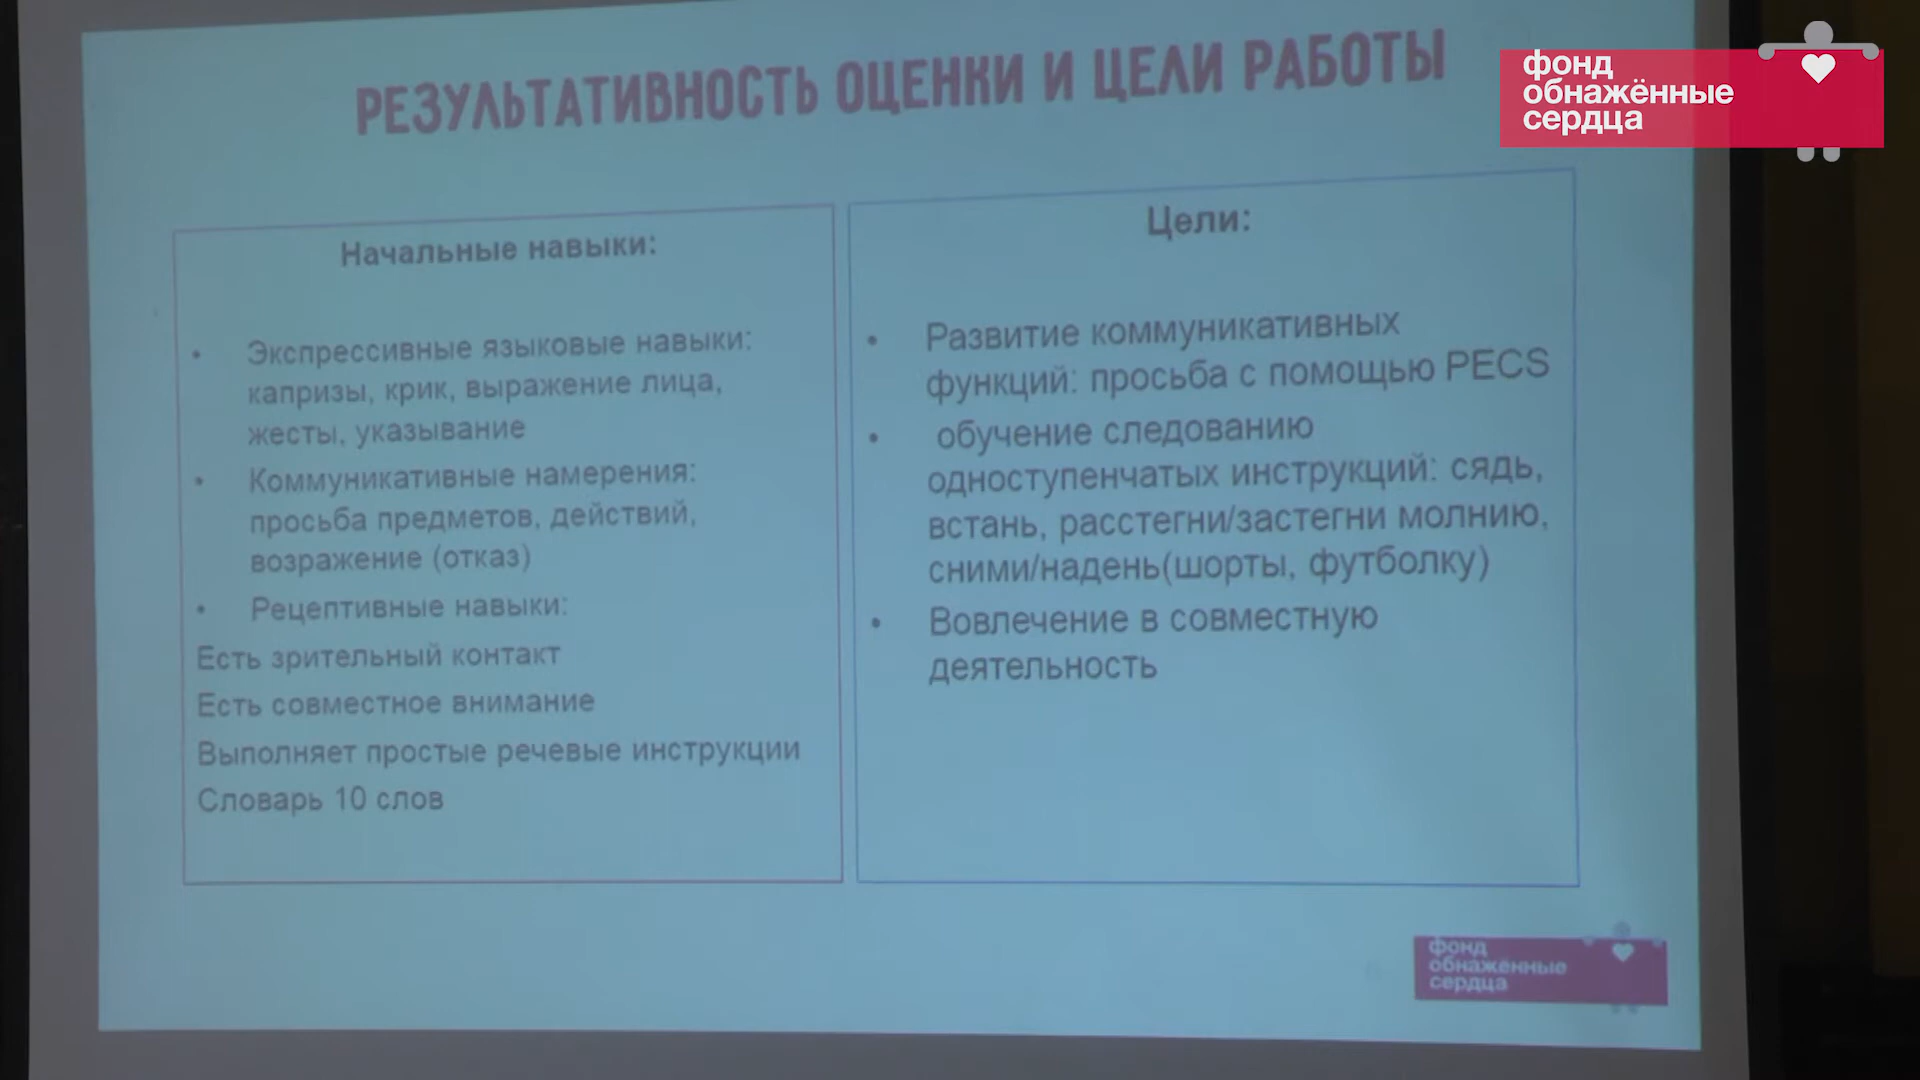 РЕЗУЛЬТАТИВНОСТЬ ОЦЕНКИ И ЦЕЛИ РАБОТЫ
фонд
обнажённые
сердца
Начальные навыки:
• Экспрессивные языковые навыки:
капризы, крик, выражение лица,
жесты, указывание
• Коммуникативные намерения:
просьба предметов, действий,
возражение (отказ)
• Рецептивные навыки:
Есть зрительный контакт
Есть совместное внимание
Выполняет простые речевые инструкции
Словарь 10 слов
Цели:
• Развитие коммуникативных
функций: просьба с помощью PECS
• обучение следованию
одноступенчатых инструкций: сядь,
встань, расстегни/застегни молнию,
сними/надень(шорты, футболку)
• Вовлечение в совместную
деятельность
фонд
обнажённые
сердца